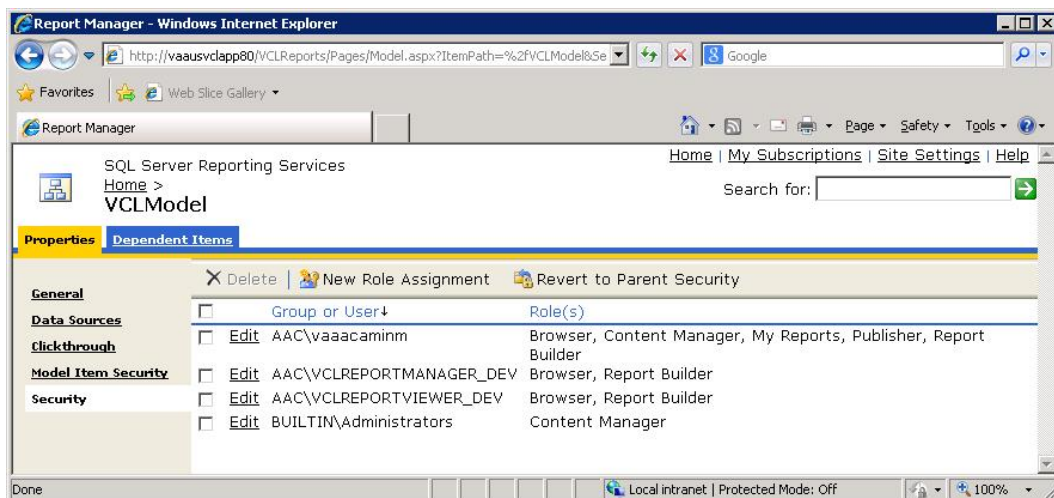 Report Manager - Windows Internet Explorer
http://vaausvclapp80/VCLReports/Pages/Model.aspx?ItemPath=%2fVCLModel&Se
Google
Favorites
Web Slice Gallery
Report Manager
Page
Safety
Tools
Home | My Subscriptions | Site Settings | Help
SQL Server Reporting Services
Home >
VCLModel
Search for:
Properties
Dependent Items
General
Data Sources
Clickthrough
Model Item Security
Security
Delete | New Role Assignment Revert to Parent Security
Group or User↓ Role(s)
Edit AAC\vaaacaminm Browser, Content Manager, My Reports, Publisher, Report
Builder
Edit AAC\VCLREPORTMANAGER_DEV Browser, Report Builder
Edit AAC\VCLREPORTVIEWER_DEV Browser, Report Builder
Edit BUILTIN\Administrators Content Manager
Done
Local intranet | Protected Mode: Off
100%